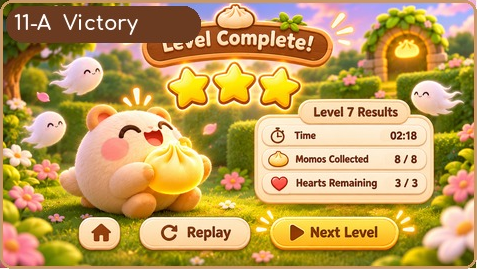 11-A Victory
Level Complete!
Level 7 Results
Time 02:18
Momos Collected 8 / 8
Hearts Remaining 3 / 3
Replay
Next Level